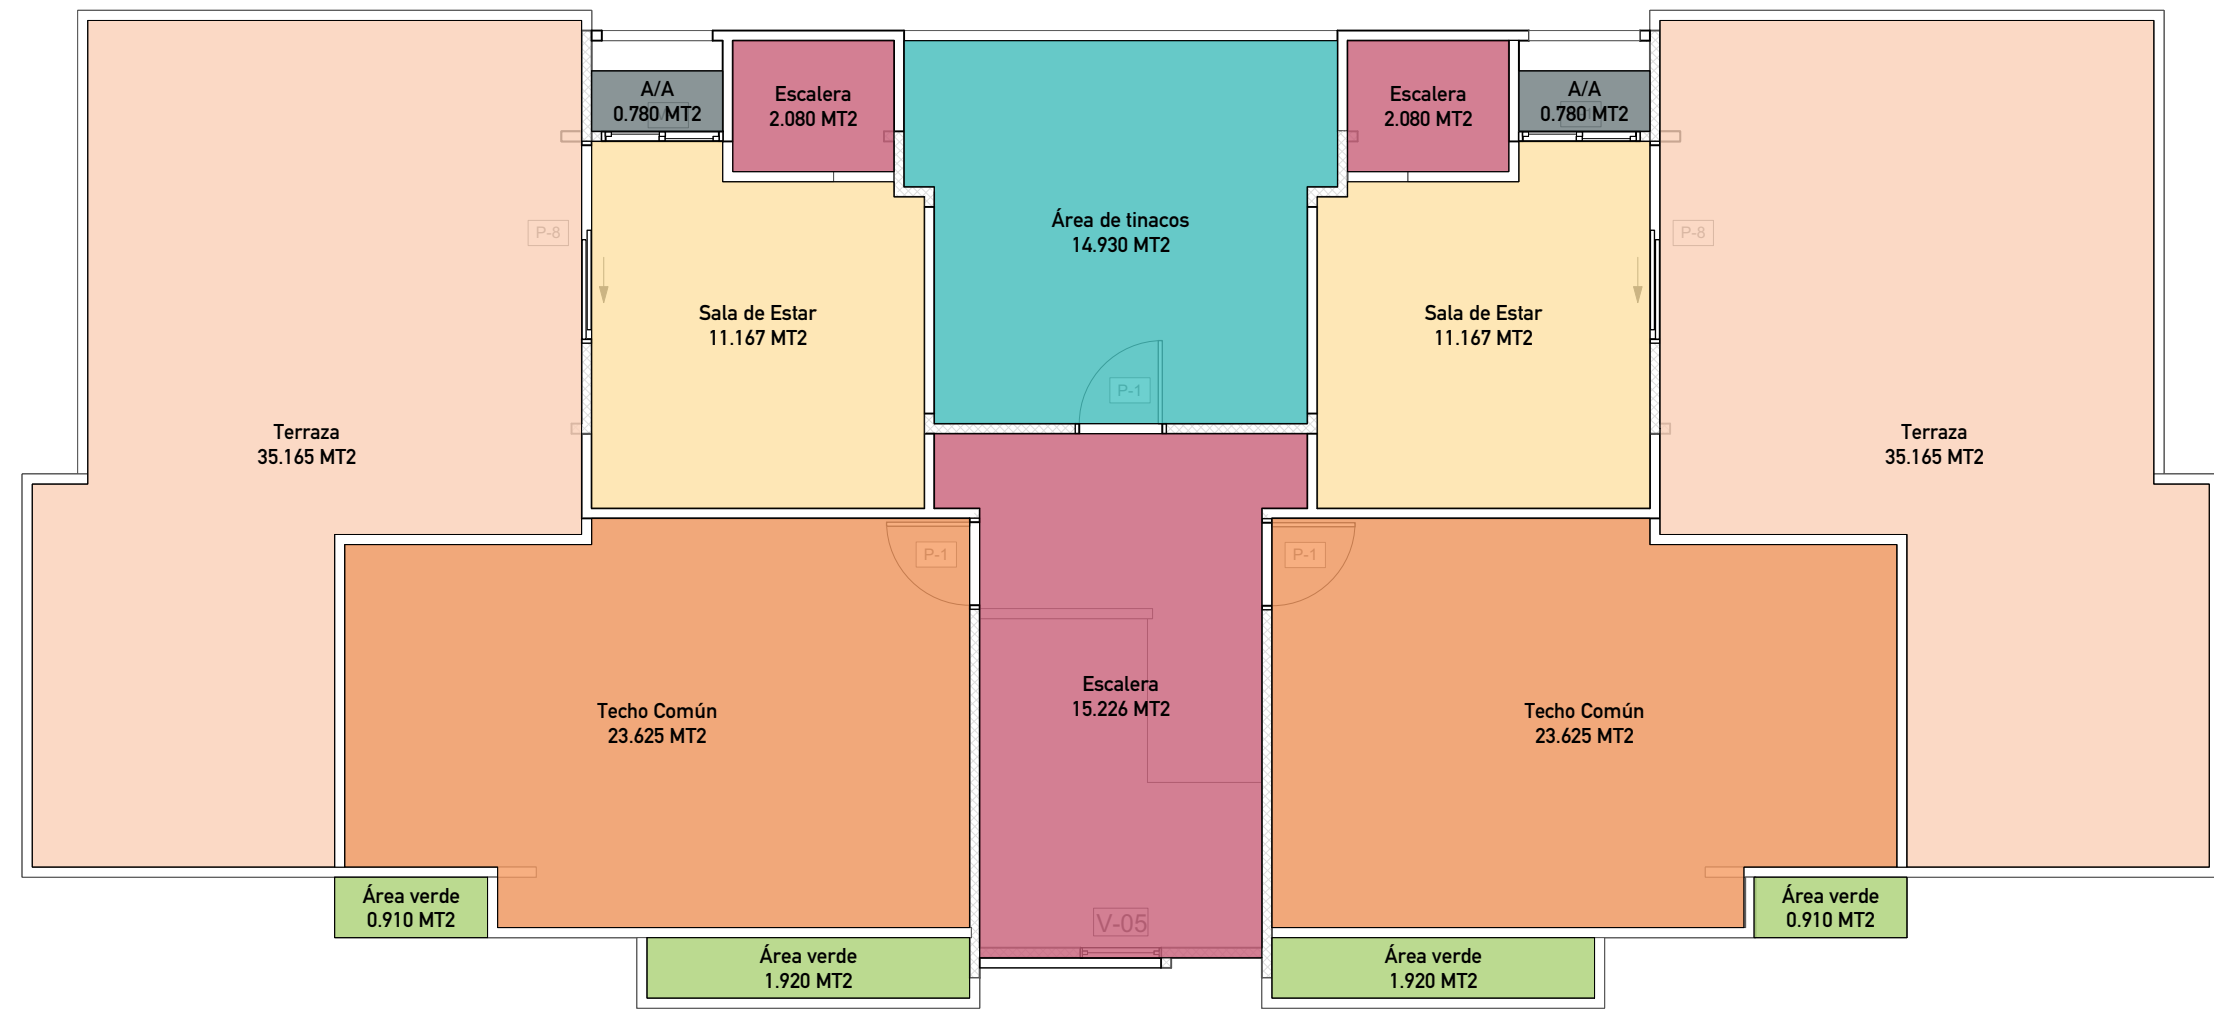 A/A
0.780 MT2
Escalera
2.080 MT2
Escalera
2.080 MT2
A/A
0.780 MT2
P-8
Área de tinacos
14.930 MT2
P-8
Sala de Estar
11.167 MT2
Sala de Estar
11.167 MT2
P-1
Terraza
35.165 MT2
Terraza
35.165 MT2
P-1
P-1
Techo Común
23.625 MT2
Escalera
15.226 MT2
Techo Común
23.625 MT2
Área verde
0.910 MT2
V-05
Área verde
0.910 MT2
Área verde
1.920 MT2
Área verde
1.920 MT2